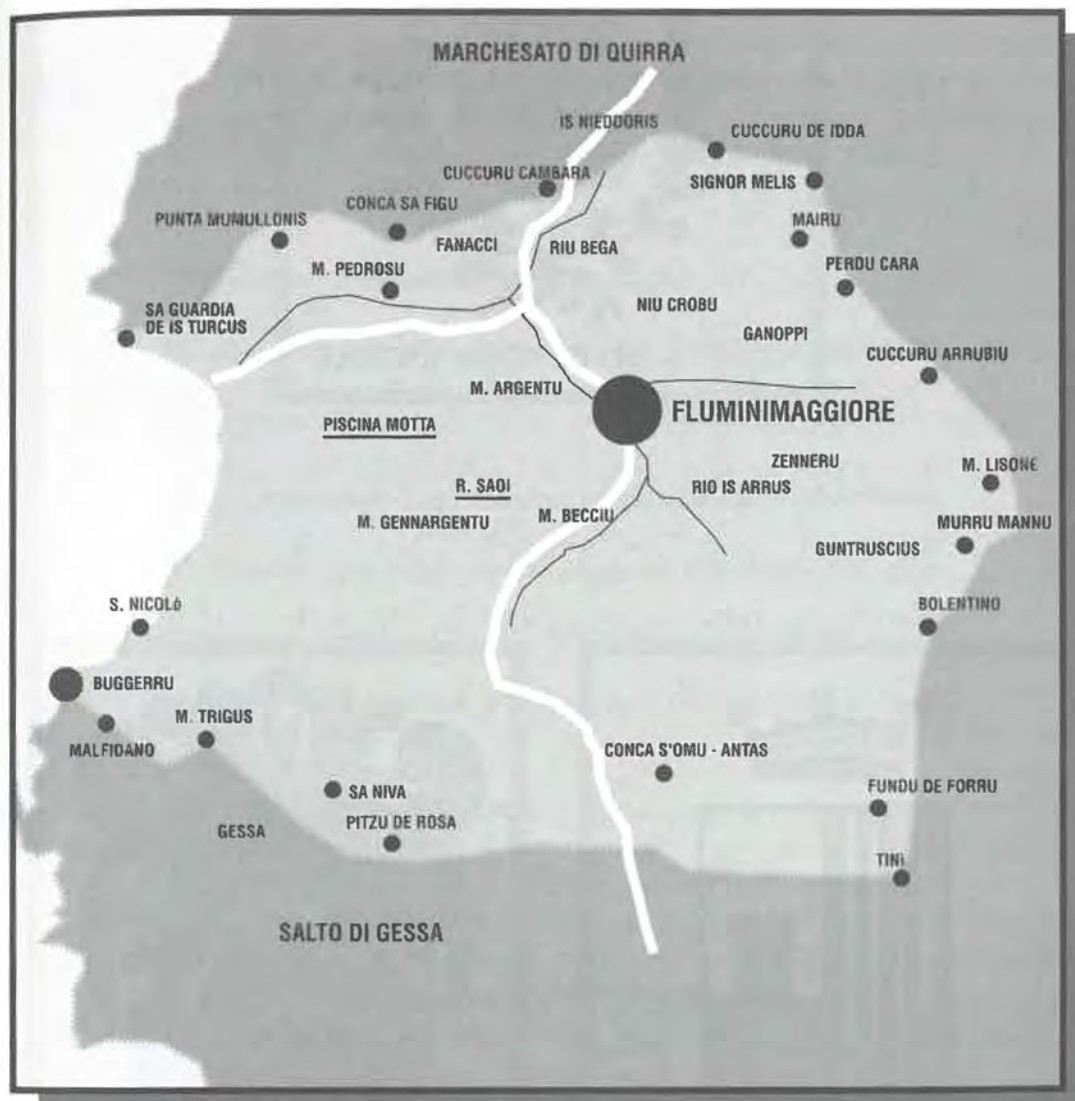 MARCHESATO DI QUIRRA
IS NIEDDORIS
CUCCURU DE IDDA
CUCCURU CAMBARA
SIGNOR MELIS
CONCA SA FIGU
PUNTA MUMULLONIS
MAIRU
FANACCI
RIU BEGA
M. PEDROSU
PERDU CARA
NIU CROBU
SA GUARDIA
DE IS TURCUS
GANOPPI
CUCCURU ARRUBIU
M. ARGENTU
FLUMINIMAGGIORE
PISCINA MOTTA
ZENNERU
M. LISONE
R. SAOI
RIO IS ARRUS
M. BECCIU
M. GENNARGENTU
MURRU MANNU
GUNTRUSCIUS
S. NICOLò
BOLENTINO
BUGGERRU
M. TRIGUS
MALFIDANO
CONCA S'OMU - ANTAS
SA NIVA
FUNDU DE FORRU
PITZU DE ROSA
GESSA
TINI
SALTO DI GESSA